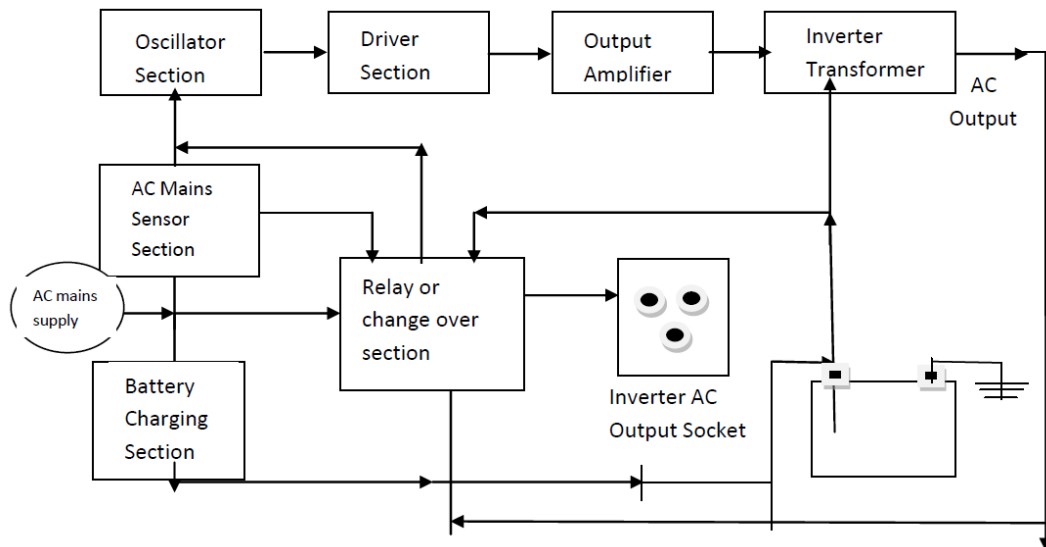 Oscillator
Section
Driver
Section
Output
Amplifier
Inverter
Transformer
AC
Output
AC Mains
Sensor
Section
AC mains
supply
Relay or
change over
section
Battery
Charging
Section
Inverter AC
Output Socket